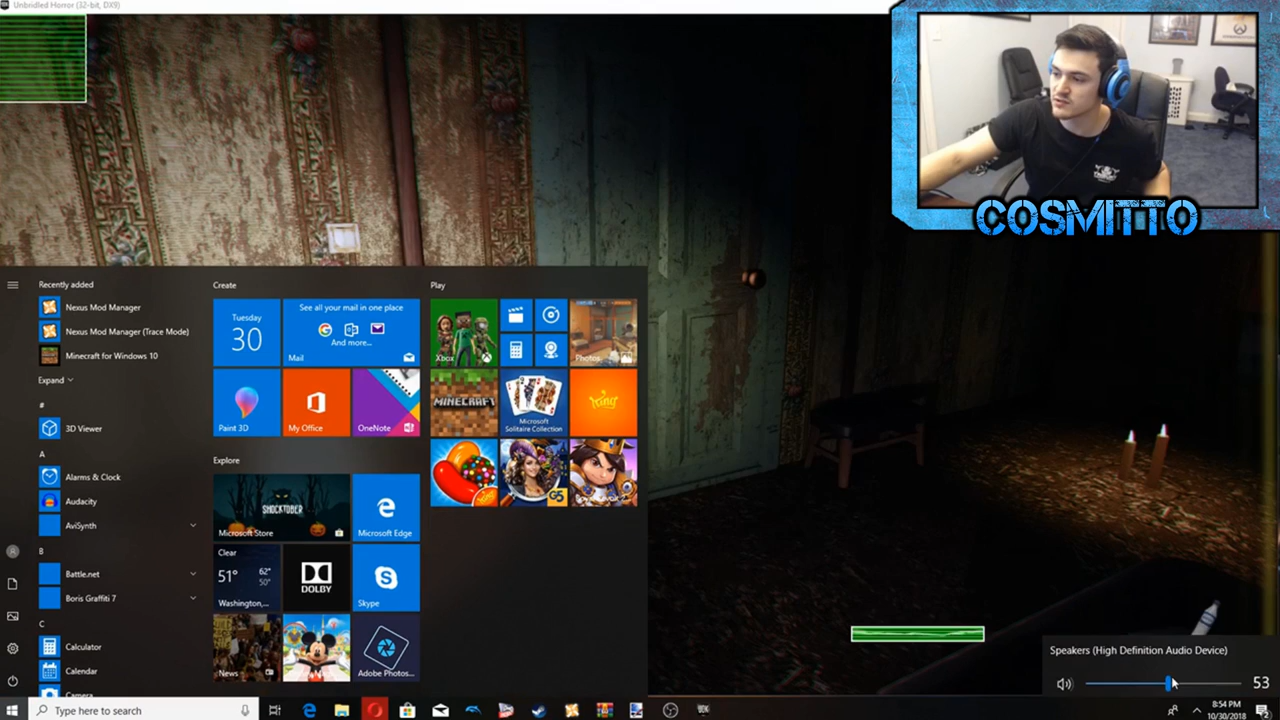 Unbridled Horror (32-bit, DX9)
COSMITTO
Recently added
Nexus Mod Manager
Nexus Mod Manager (Trace Mode)
Minecraft for Windows 10
Expand
#
3D Viewer
A
Alarms & Clock
Audacity
AviSynth
B
Battle.net
Boris Graffiti 7
C
Calculator
Calendar
Camera
Create
Tuesday
30
See all your mail in one place
And more...
Mail
Paint 3D
My Office
OneNote
Explore
SHOCKTOBER
Microsoft Store
Microsoft Edge
Clear
51°
62°
50°
Washington,...
DOLBY
Skype
News
Adobe Photos...
Play
Xbox
Photos
MINECRAFT
Microsoft
Solitaire Collection
King
G5
Speakers (High Definition Audio Device)
53
Type here to search
8:54 PM
10/30/2018